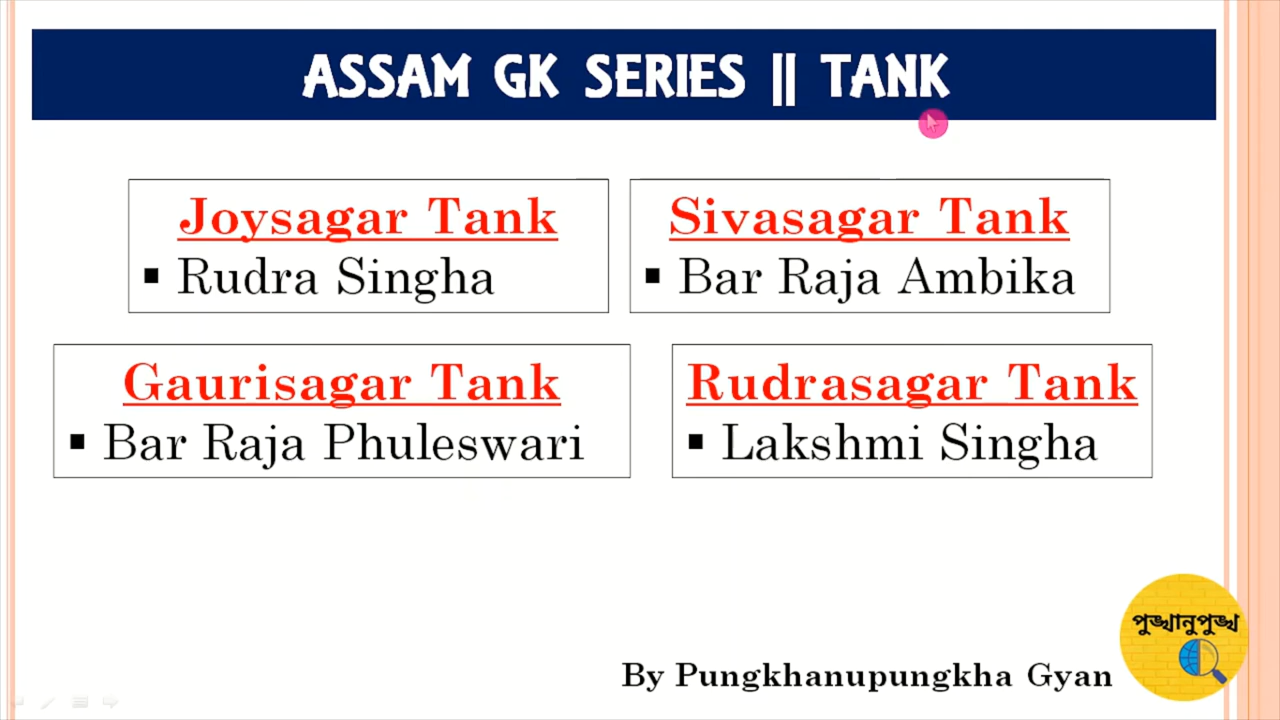 ASSAM GK SERIES || TANK
Joysagar Tank
▪ Rudra Singha
Sivasagar Tank
▪ Bar Raja Ambika
Gaurisagar Tank
▪ Bar Raja Phuleswari
Rudrasagar Tank
▪ Lakshmi Singha
পুঙ্খানুপুঙ্খ
By Pungkhanupungkha Gyan